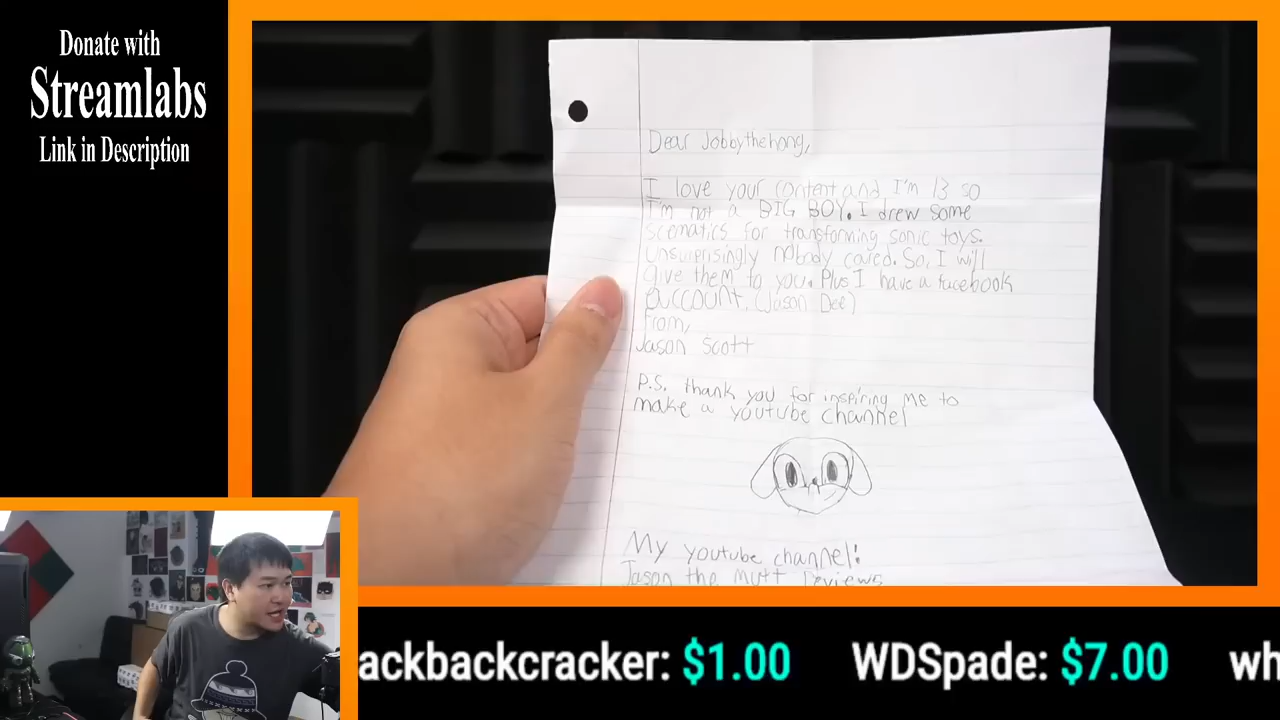 Donate with
Streamlabs
Link in Description
Dear Jobbythehong,
I love your content and I'm 13 so
I'm not a BIG BOY. I drew some
scematics for transforming sonic toys.
Unsurprisingly nobody cared. So, I will
give them to you. Plus I have a facebook
account. (Jason Dee)
From,
Jason Scott
P.S. thank you for inspiring me to
make a youtube channel
My youtube channel:
Jason the Mutt reviews
ackbackcracker: $1.00 WDSpade: $7.00 wh